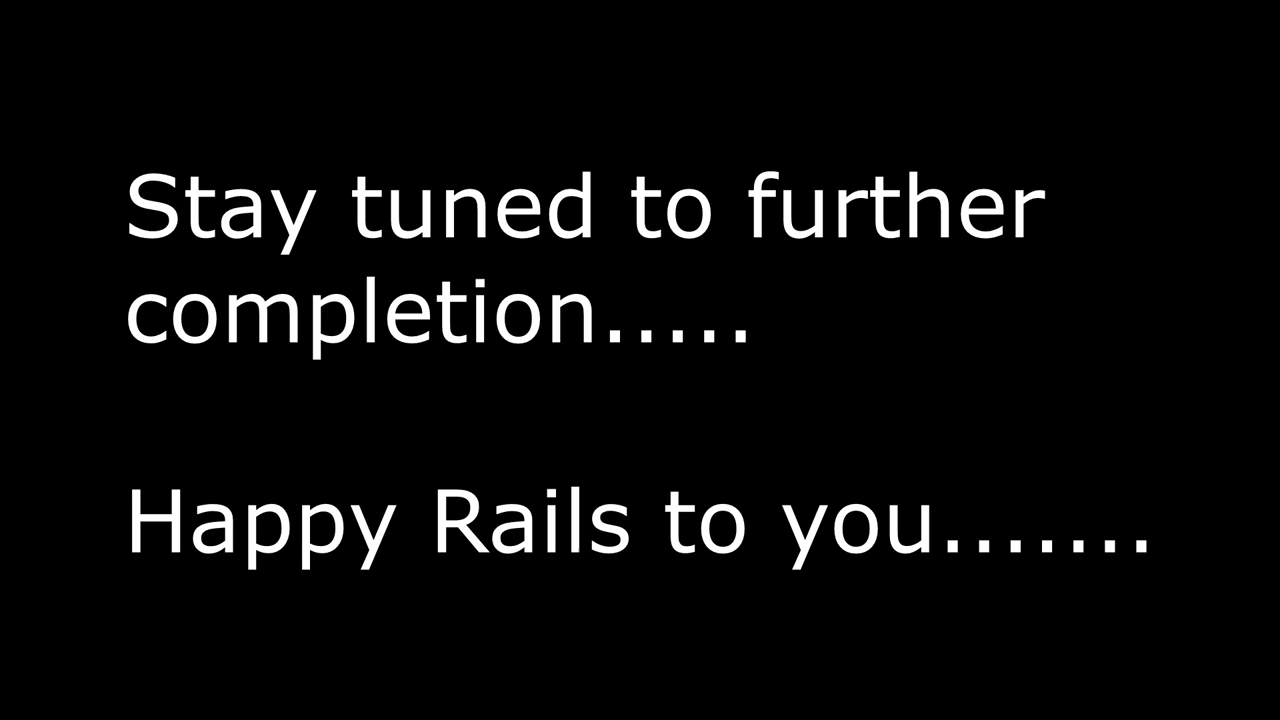 Stay tuned to further
completion.....
Happy Rails to you.......